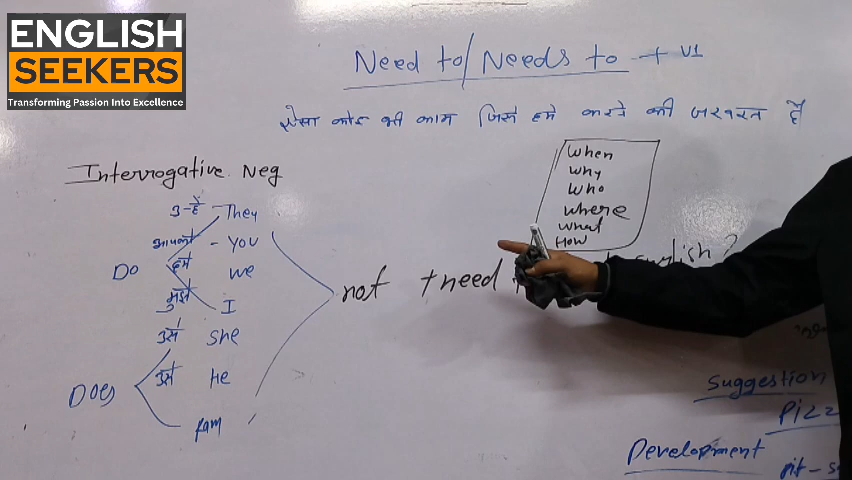 ENGLISH
SEEKERS
Transforming Passion Into Excellence
Need to/Needs to + V1
ऐसा कोई भी काम जिसे हमे करने की जरूरत है
Interrogative Neg
when
why
who
where
what
How
Do
उन्हें - They
आपको - You
हमें we
मुझे I
Does
उसे she
उसे He
Ram
not + need
English?
Suggestion
Development